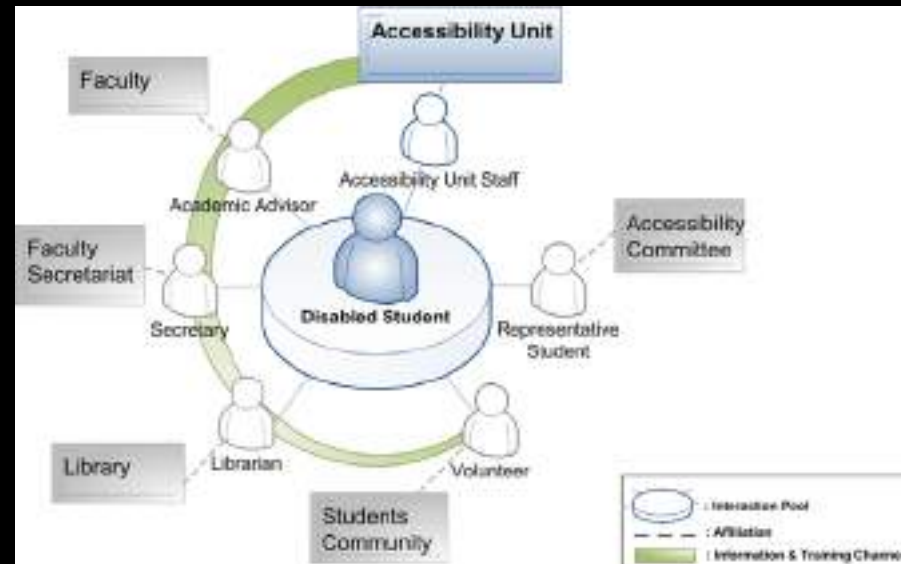 Accessibility Unit
Faculty
Accessibility Unit Staff
Academic Advisor
Accessibility
Committee
Faculty
Secretariat
Disabled Student
Secretary
Representative
Student
Library
Librarian
Volunteer
Students
Community
: Interaction Pool
: Affiliation
: Information & Training Channe